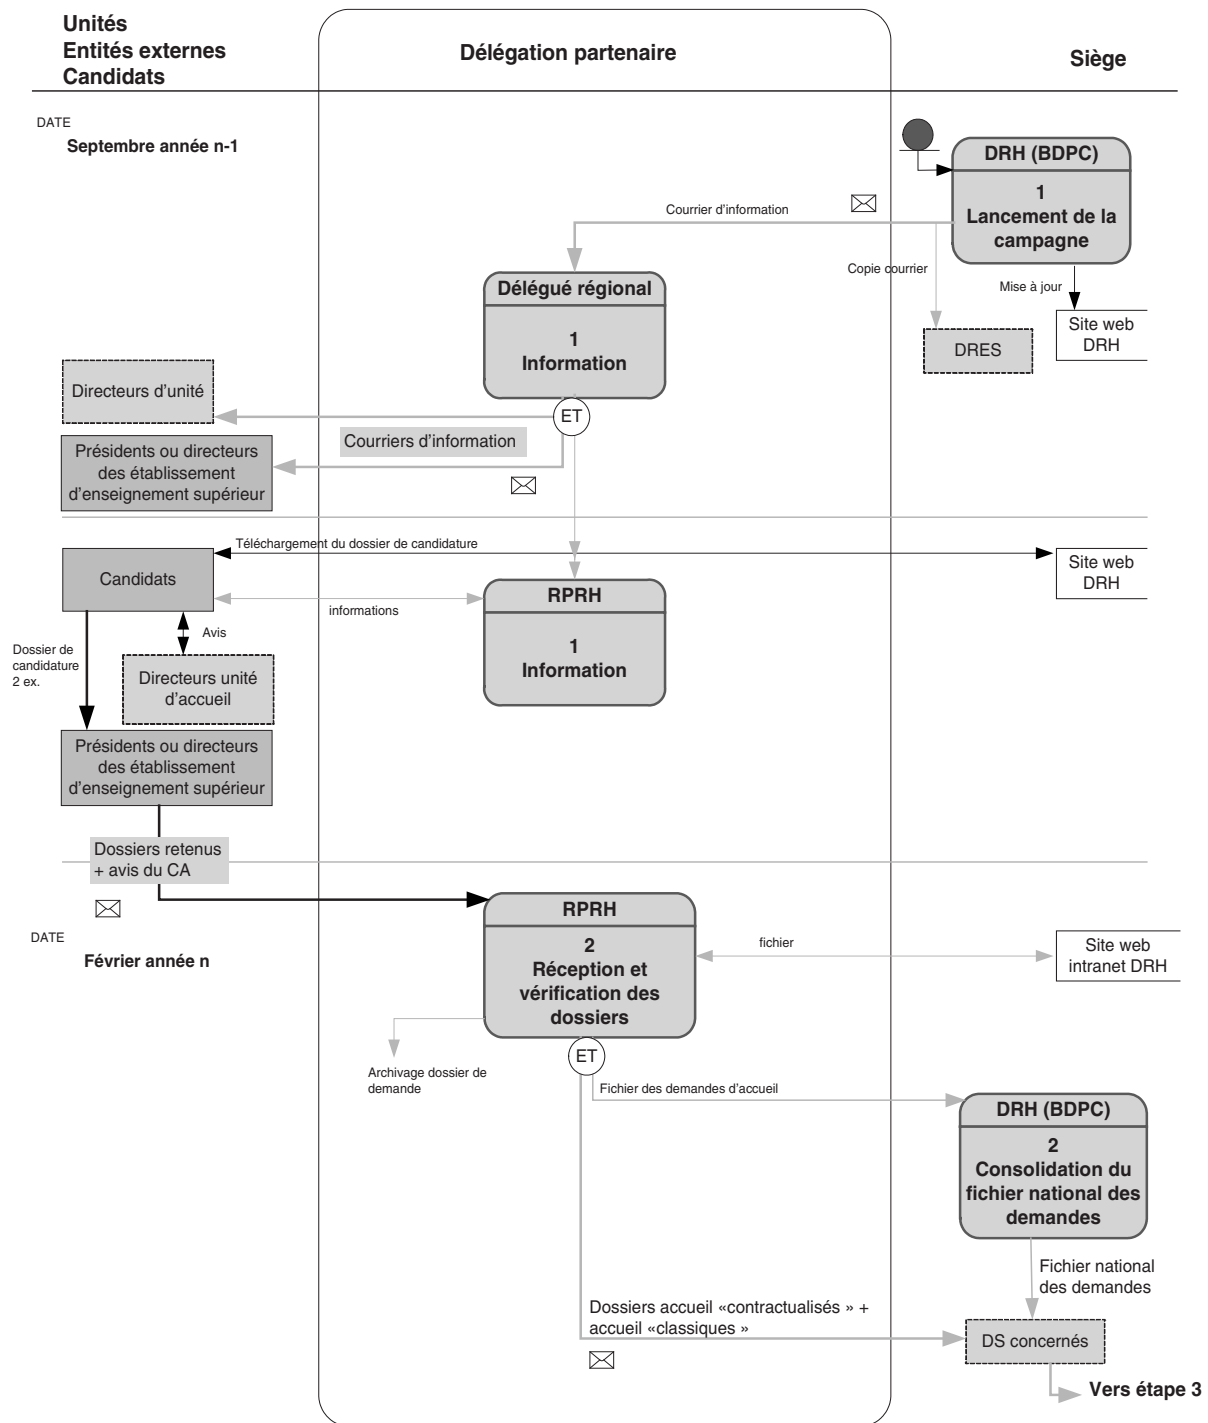 Unités
Entités externes
Candidats
Délégation partenaire
Siège
DATE
Septembre année n-1
DRH (BDPC)
1
Lancement de la
campagne
Courrier d'information
Copie courrier
Mise à jour
Site web
DRH
DRES
Délégué régional
1
Information
ET
Directeurs d'unité
Courriers d'information
Présidents ou directeurs
des établissement
d'enseignement supérieur
Téléchargement du dossier de candidature
Site web
DRH
Candidats
informations
RPRH
1
Information
Avis
Dossier de
candidature
2 ex.
Directeurs unité
d'accueil
Présidents ou directeurs
des établissement
d'enseignement supérieur
Dossiers retenus
+ avis du CA
DATE
Février année n
RPRH
2
Réception et
vérification des
dossiers
fichier
Site web
intranet DRH
ET
Archivage dossier de
demande
Fichier des demandes d'accueil
DRH (BDPC)
2
Consolidation du
fichier national des
demandes
Fichier national
des demandes
Dossiers accueil «contractualisés » +
accueil «classiques »
DS concernés
Vers étape 3